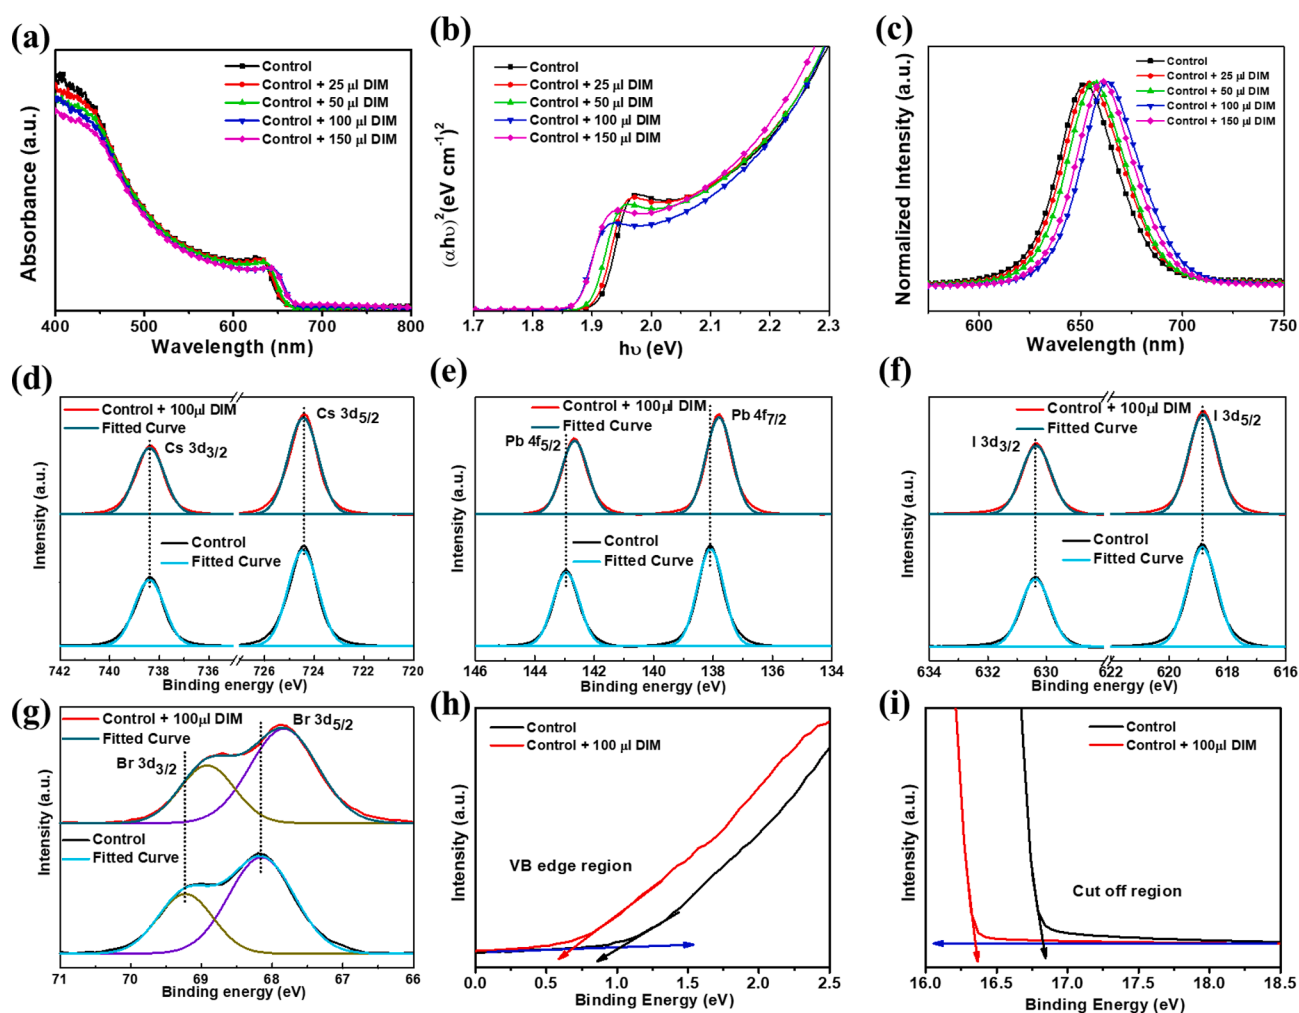 (a)
Control
Control + 25 µl DIM
Control + 50 µl DIM
Control + 100 µl DIM
Control + 150 µl DIM
Absorbance (a.u.)
400 500 600 700 800
Wavelength (nm)
(b)
Control
Control + 25 µl DIM
Control + 50 µl DIM
Control + 100 µl DIM
Control + 150 µl DIM
(αhυ)²(eV cm⁻¹)²
1.7 1.8 1.9 2.0 2.1 2.2 2.3
hυ (eV)
(c)
Control
Control + 25 µl DIM
Control + 50 µl DIM
Control + 100 µl DIM
Control + 150 µl DIM
Normalized Intensity (a.u.)
600 650 700 750
Wavelength (nm)
(d)
Control + 100µl DIM
Fitted Curve
Cs 3d5/2
Cs 3d3/2
Control
Fitted Curve
Intensity (a.u.)
742 740 738 736 726 724 722 720
Binding energy (eV)
(e)
Control + 100µl DIM
Fitted Curve
Pb 4f7/2
Pb 4f5/2
Control
Fitted Curve
Intensity (a.u.)
146 144 142 140 138 136 134
Binding energy (eV)
(f)
Control + 100µl DIM
Fitted Curve
I 3d5/2
I 3d3/2
Control
Fitted Curve
Intensity (a.u.)
634 632 630 622 620 618 616
Binding energy (eV)
(g)
Control + 100µl DIM
Fitted Curve
Br 3d5/2
Br 3d3/2
Control
Fitted Curve
Intensity (a.u.)
71 70 69 68 67 66
Binding energy (eV)
(h)
Control
Control + 100 µl DIM
VB edge region
Intensity (a.u.)
0.0 0.5 1.0 1.5 2.0 2.5
Binding Energy (eV)
(i)
Control
Control + 100µl DIM
Cut off region
Intensity (a.u.)
16.0 16.5 17.0 17.5 18.0 18.5
Binding Energy (eV)